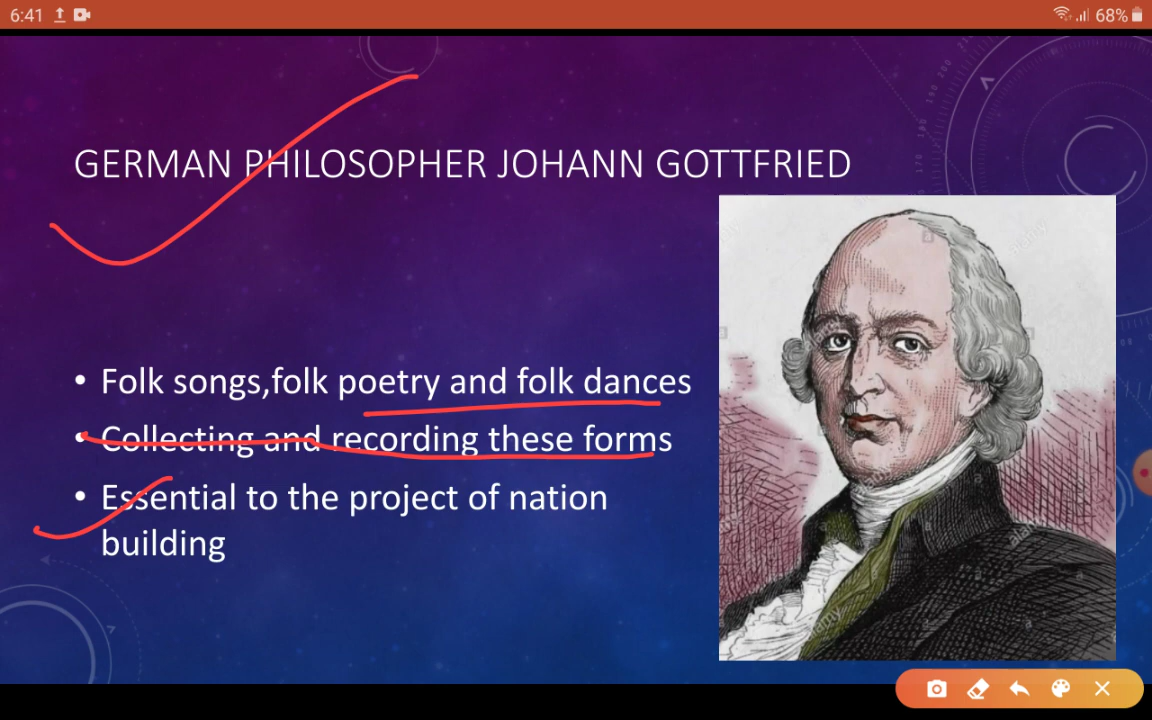 6:41
68%
GERMAN PHILOSOPHER JOHANN GOTTFRIED
• Folk songs,folk poetry and folk dances
• Collecting and recording these forms
• Essential to the project of nation
building
alamy